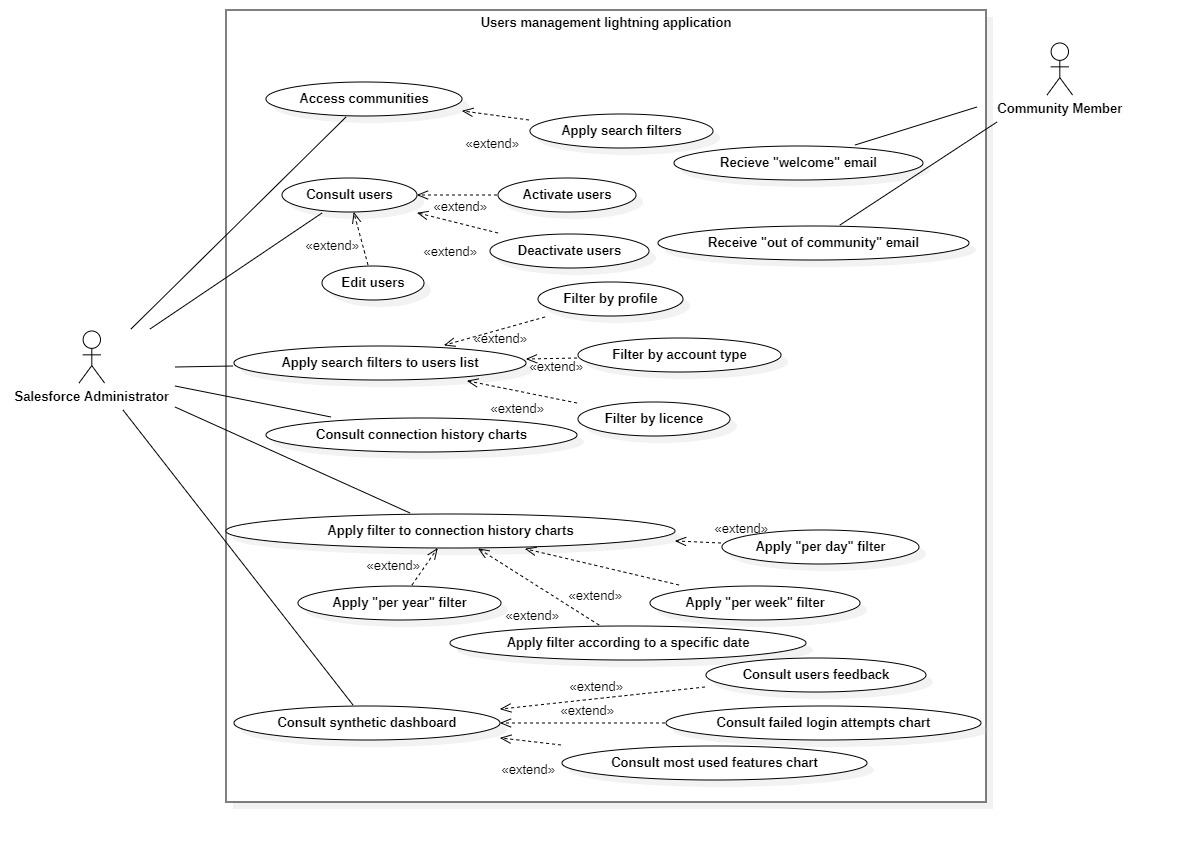 Users management lightning application
Community Member
Access communities
Apply search filters
«extend»
Recieve "welcome" email
Consult users
Activate users
«extend»
Receive "out of community" email
«extend»
«extend»
Deactivate users
Edit users
Filter by profile
«extend»
Filter by account type
Apply search filters to users list
«extend»
Salesforce Administrator
«extend»
Filter by licence
Consult connection history charts
«extend»
Apply filter to connection history charts
Apply "per day" filter
«extend»
«extend»
Apply "per year" filter
Apply "per week" filter
«extend»
Apply filter according to a specific date
Consult users feedback
«extend»
«extend»
Consult synthetic dashboard
Consult failed login attempts chart
Consult most used features chart
«extend»